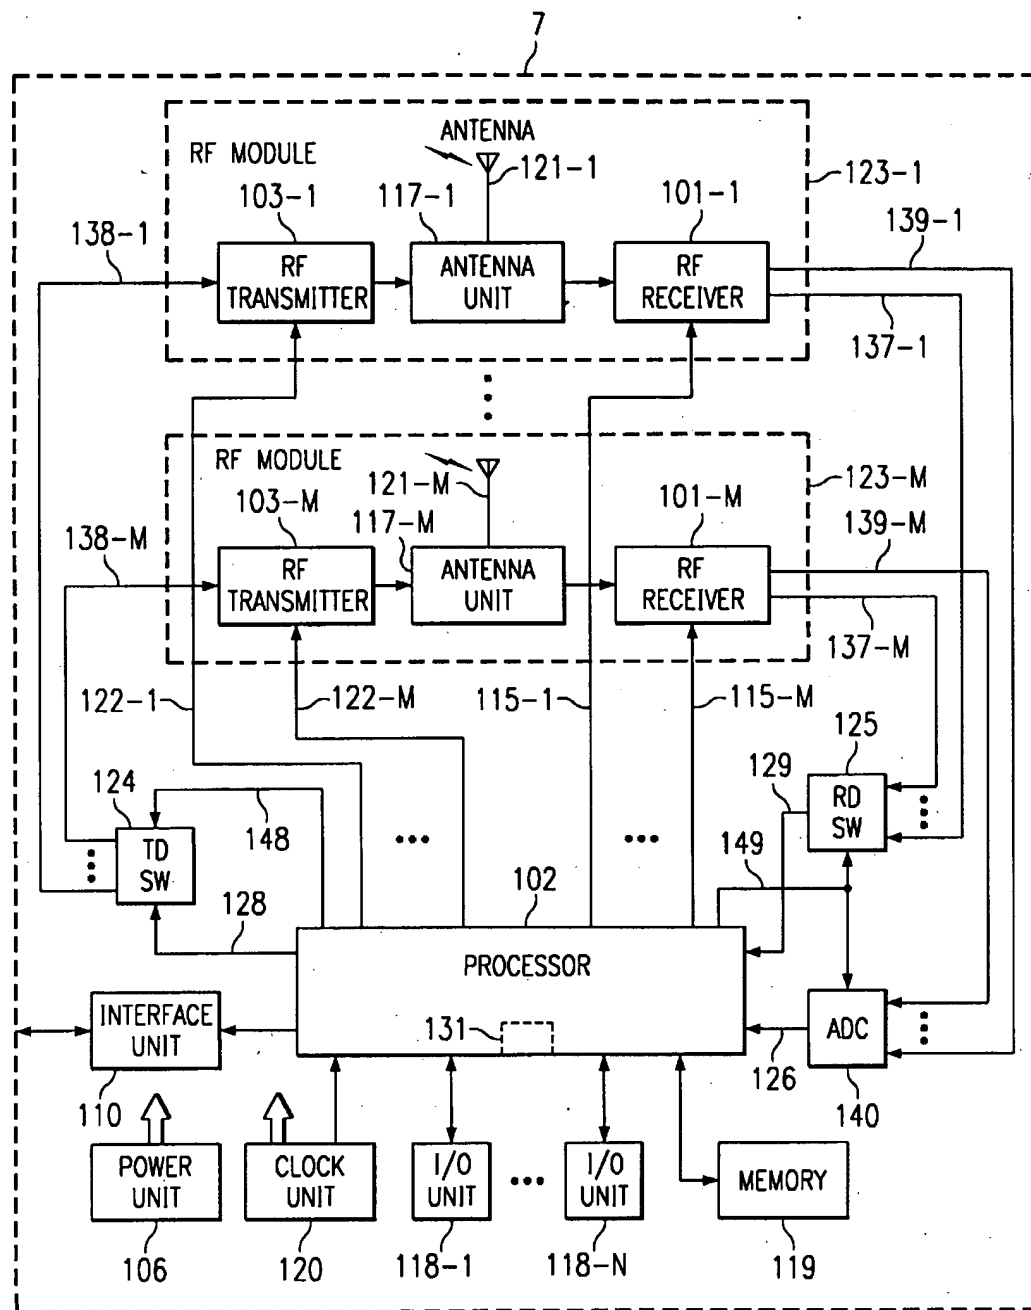 7
ANTENNA
RF MODULE
121-1
123-1
103-1
117-1
101-1
138-1
139-1
RF
TRANSMITTER
ANTENNA
UNIT
RF
RECEIVER
137-1
RF MODULE
121-M
123-M
103-M
117-M
101-M
138-M
139-M
RF
TRANSMITTER
ANTENNA
UNIT
RF
RECEIVER
137-M
122-1
122-M
115-1
115-M
125
124
129
RD
SW
148
TD
SW
149
102
128
PROCESSOR
INTERFACE
UNIT
131
ADC
126
110
140
POWER
UNIT
CLOCK
UNIT
I/O
UNIT
I/O
UNIT
MEMORY
106
120
118-1
118-N
119